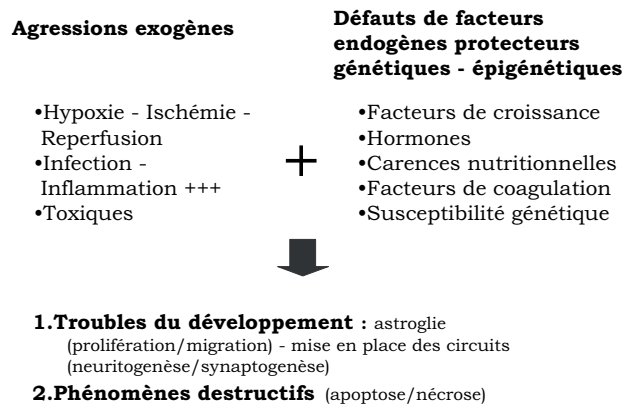 Agressions exogènes
Défauts de facteurs
endogènes protecteurs
génétiques - épigénétiques
•Hypoxie - Ischémie -
Reperfusion
•Infection -
Inflammation +++
•Toxiques
+
•Facteurs de croissance
•Hormones
•Carences nutritionnelles
•Facteurs de coagulation
•Susceptibilité génétique
1.Troubles du développement : astroglie
(prolifération/migration) - mise en place des circuits
(neuritogenèse/synaptogenèse)
2.Phénomènes destructifs (apoptose/nécrose)